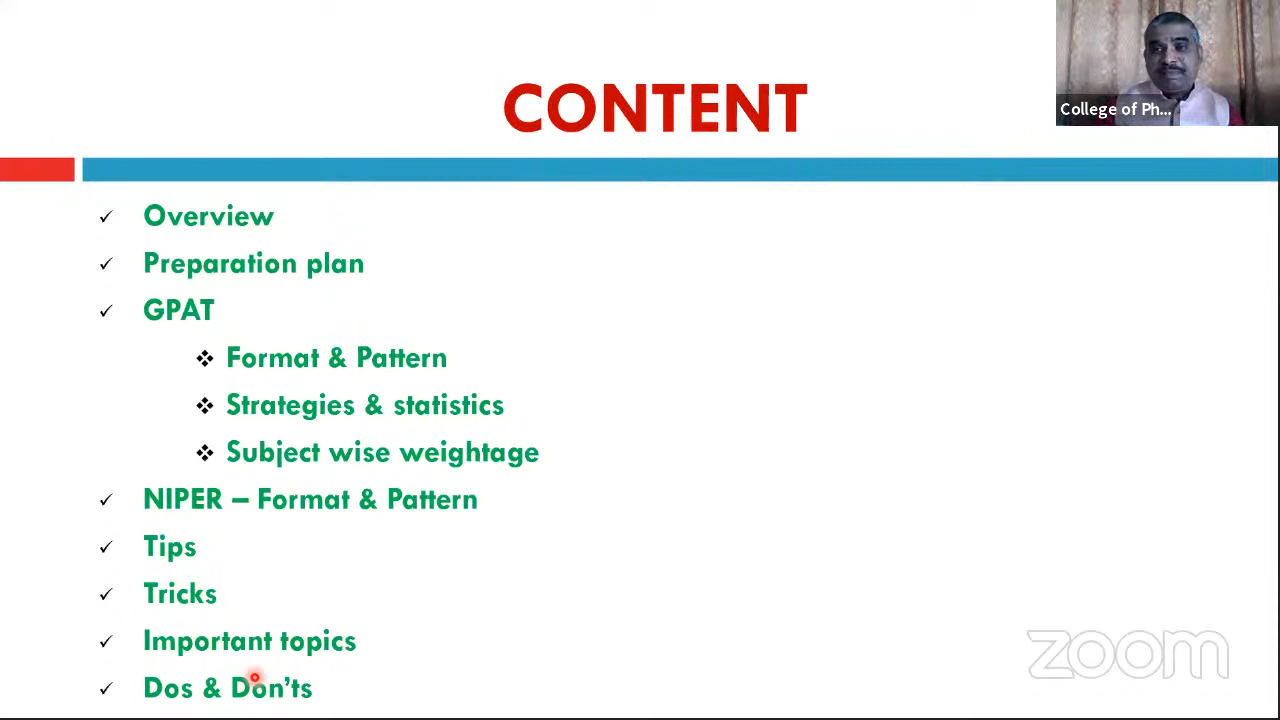 CONTENT
College of Ph...
✓ Overview
✓ Preparation plan
✓ GPAT
❖ Format & Pattern
❖ Strategies & statistics
❖ Subject wise weightage
✓ NIPER – Format & Pattern
✓ Tips
✓ Tricks
✓ Important topics
✓ Dos & Don'ts
zoom